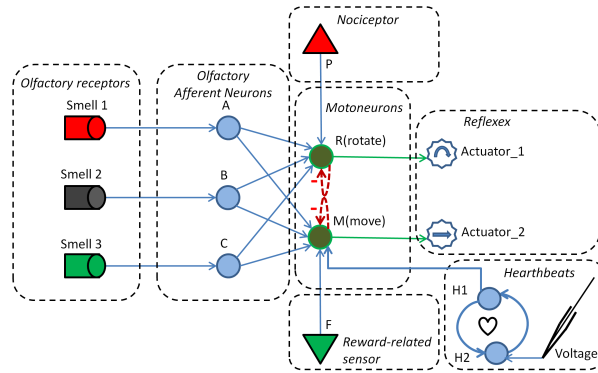 Nociceptor
P
Olfactory receptors
Olfactory
Afferent Neurons
Motoneurons
Reflexex
Smell 1
A
R(rotate)
Actuator_1
Smell 2
B
-
-
M(move)
Actuator_2
Smell 3
C
Hearthbeats
H1
F
Reward-related
sensor
H2
Voltage